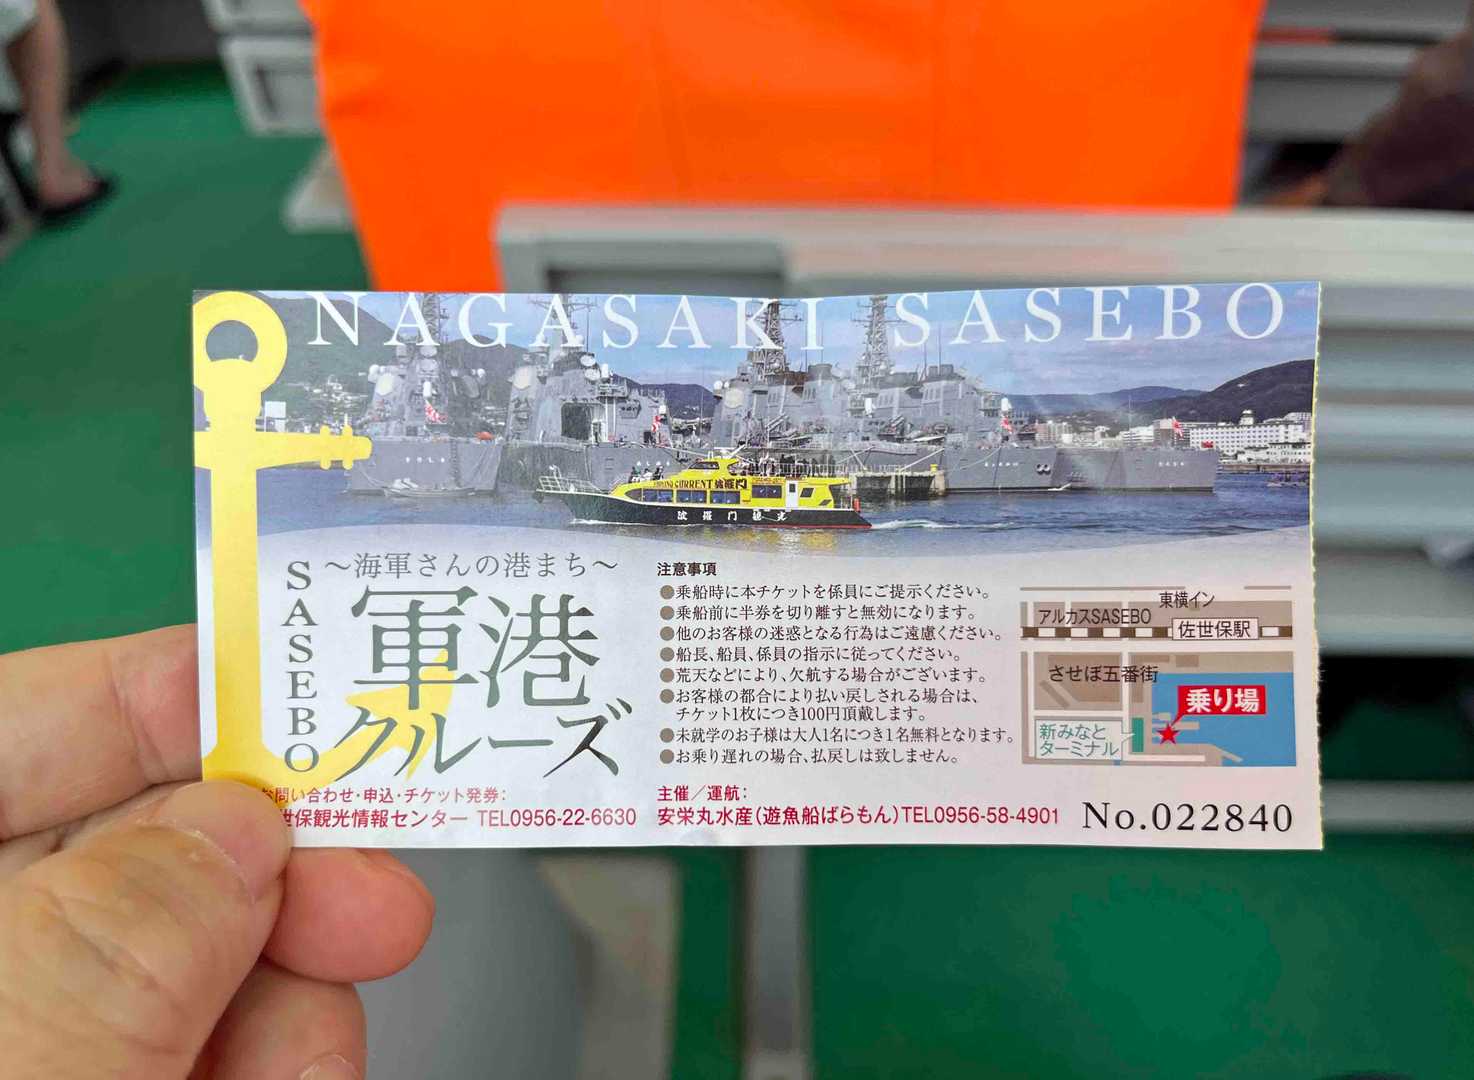 NAGASAKI SASEBO
CURRENT
波羅門観光
SASEBO
～海軍さんの港まち～
軍港
クルーズ
お問い合わせ・申込・チケット発券：
世保観光情報センター TEL0956-22-6630
注意事項
●乗船時に本チケットを係員にご提示ください。
●乗船前に半券を切り離すと無効になります。
●他のお客様の迷惑となる行為はご遠慮ください。
●船長、船員、係員の指示に従ってください。
●荒天などにより、欠航する場合がございます。
●お客様の都合により払い戻しされる場合は、
チケット1枚につき100円頂戴します。
●未就学のお子様は大人1名につき1名無料となります。
●お乗り遅れの場合、払戻しは致しません。
主催／運航：
安栄丸水産（遊魚船ばらもん）TEL0956-58-4901
東横イン
アルカスSASEBO
佐世保駅
させぼ五番街
乗り場
新みなと
ターミナル
No.022840